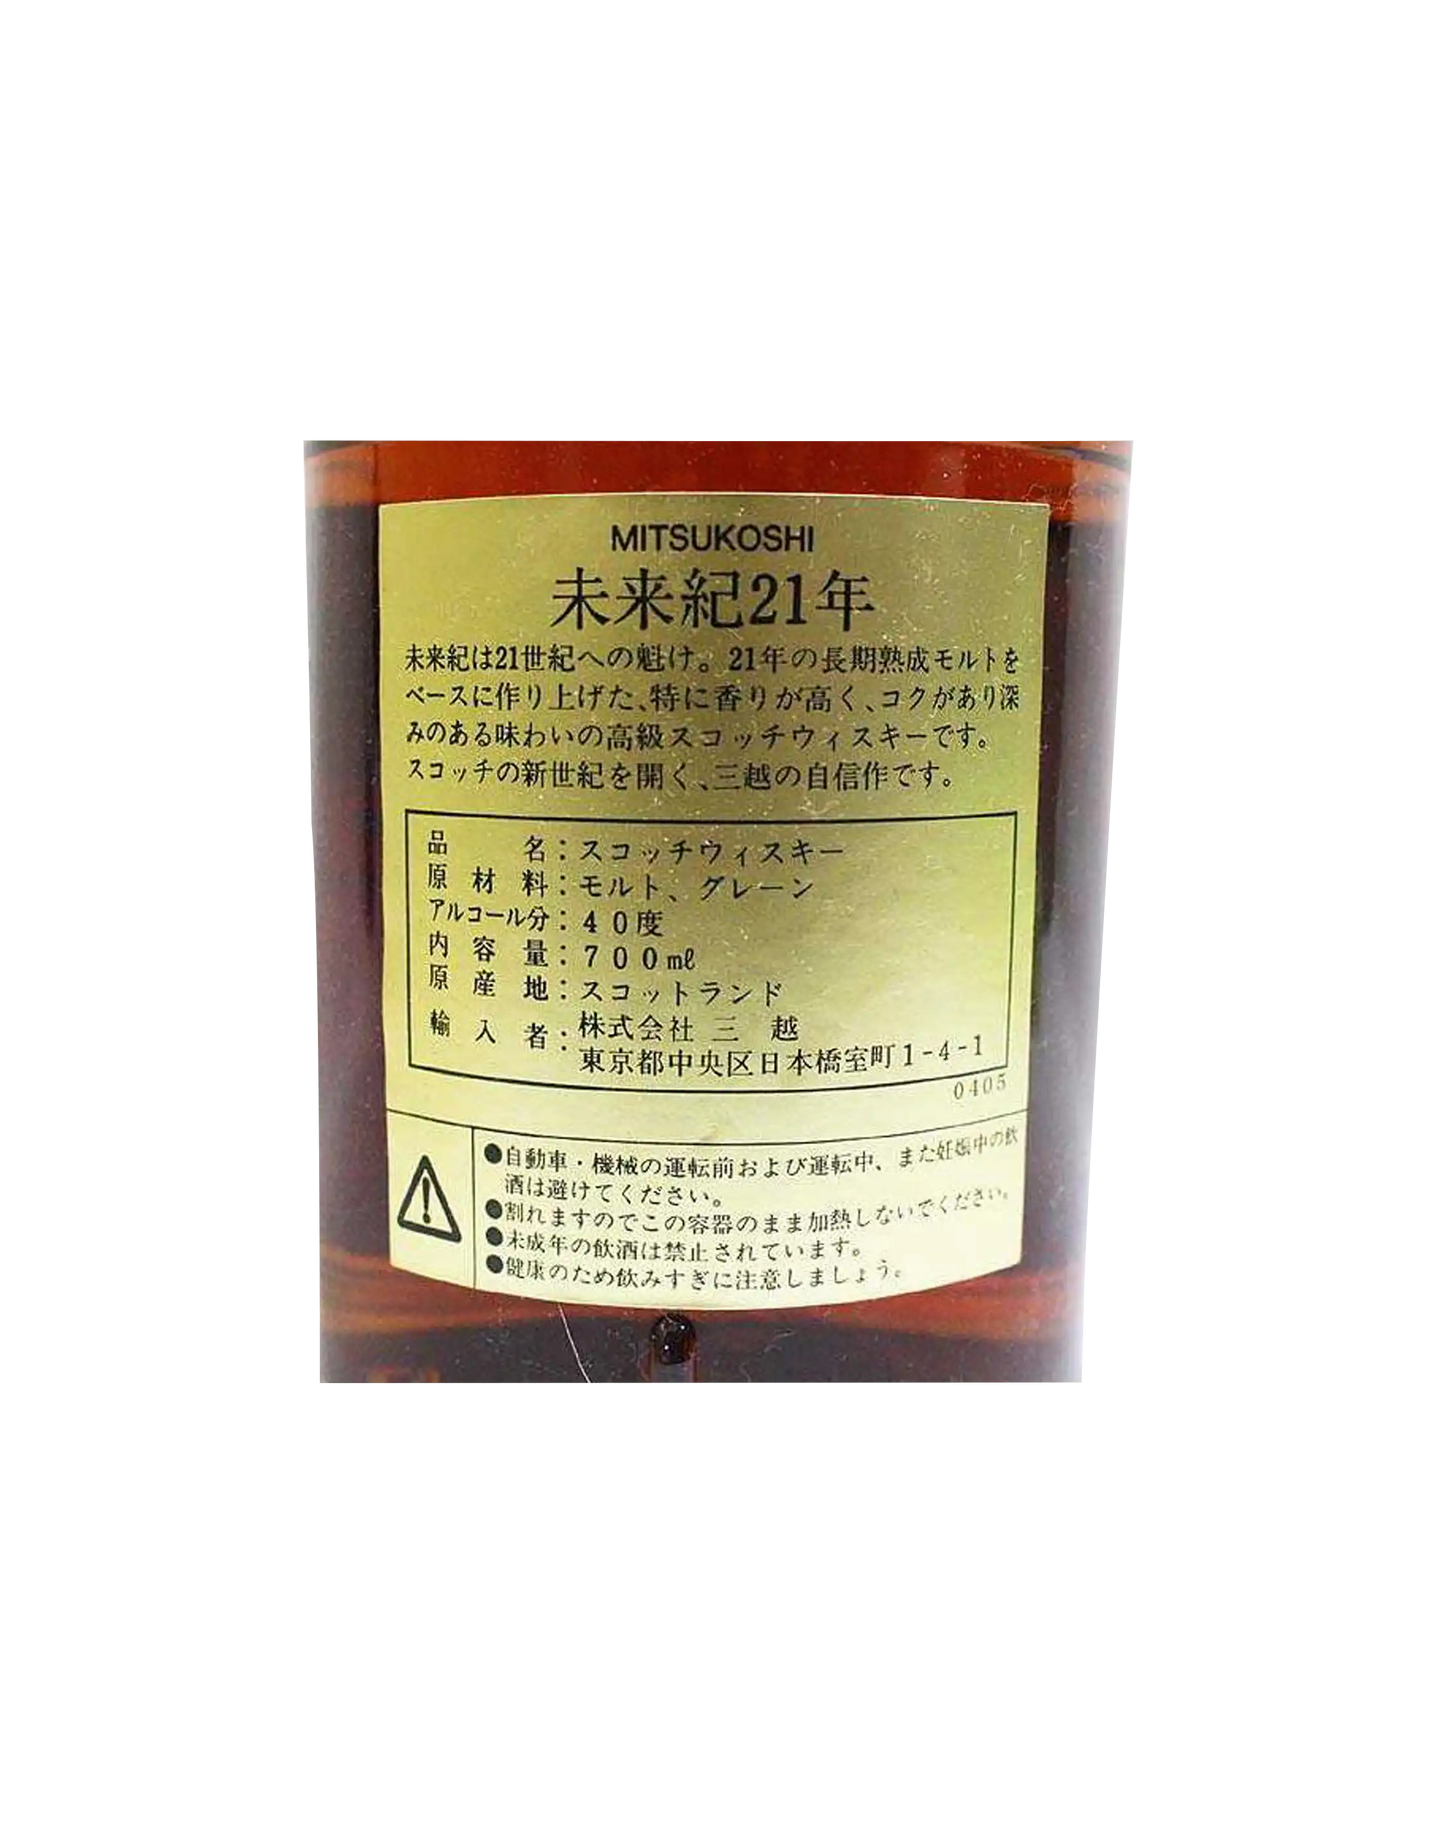 MITSUKOSHI
未来紀21年
未来紀は21世紀への魁け。21年の長期熟成モルトを
ベースに作り上げた、特に香りが高く、コクがあり深
みのある味わいの高級スコッチウィスキーです。
スコッチの新世紀を開く、三越の自信作です。
品名：スコッチウィスキー
原材料：モルト、グレーン
アルコール分：40度
内容量：700mℓ
原産地：スコットランド
輸入者：株式会社 三 越
東京都中央区日本橋室町1-4-1
0405
●自動車・機械の運転前および運転中、また妊娠中の飲
酒は避けてください。
●割れますのでこの容器のまま加熱しないでください。
●未成年の飲酒は禁止されています。
●健康のため飲みすぎに注意しましょう。